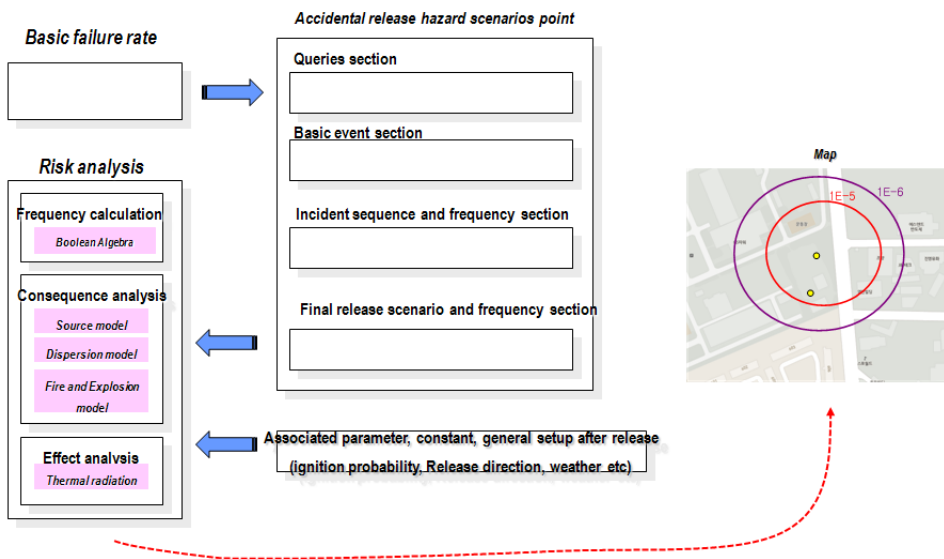 Accidental release hazard scenarios point
Basic failure rate
Queries section
Basic event section
Risk analysis
Frequency calculation
Boolean Algebra
Incident sequence and frequency section
Consequence analysis
Source model
Dispersion model
Fire and Explosion
model
Final release scenario and frequency section
Effect analysis
Thermal radiation
Associated parameter, constant, general setup after release
(ignition probability, Release direction, weather etc)
Map
1E-6
1E-5